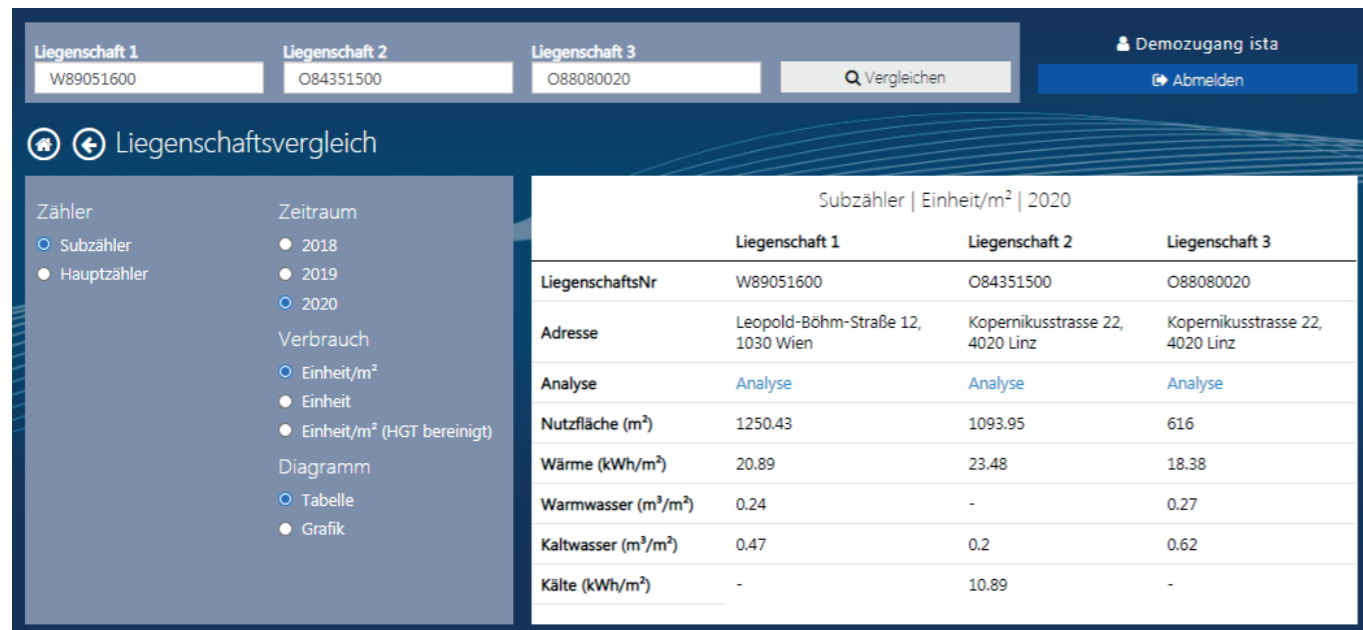 Liegenschaft 1 Liegenschaft 2 Liegenschaft 3
W89051600 O84351500 O88080020 Vergleichen
Demozugang ista
Abmelden
Liegenschaftsvergleich
Zähler
Subzähler
Hauptzähler
Zeitraum
2018
2019
2020
Verbrauch
Einheit/m²
Einheit
Einheit/m² (HGT bereinigt)
Diagramm
Tabelle
Grafik
Subzähler | Einheit/m² | 2020
Liegenschaft 1 Liegenschaft 2 Liegenschaft 3
LiegenschaftsNr W89051600 O84351500 O88080020
Adresse Leopold-Böhm-Straße 12, Kopernikusstrasse 22, Kopernikusstrasse 22,
1030 Wien 4020 Linz 4020 Linz
Analyse Analyse Analyse Analyse
Nutzfläche (m²) 1250.43 1093.95 616
Wärme (kWh/m²) 20.89 23.48 18.38
Warmwasser (m³/m²) 0.24 - 0.27
Kaltwasser (m³/m²) 0.47 0.2 0.62
Kälte (kWh/m²) - 10.89 -